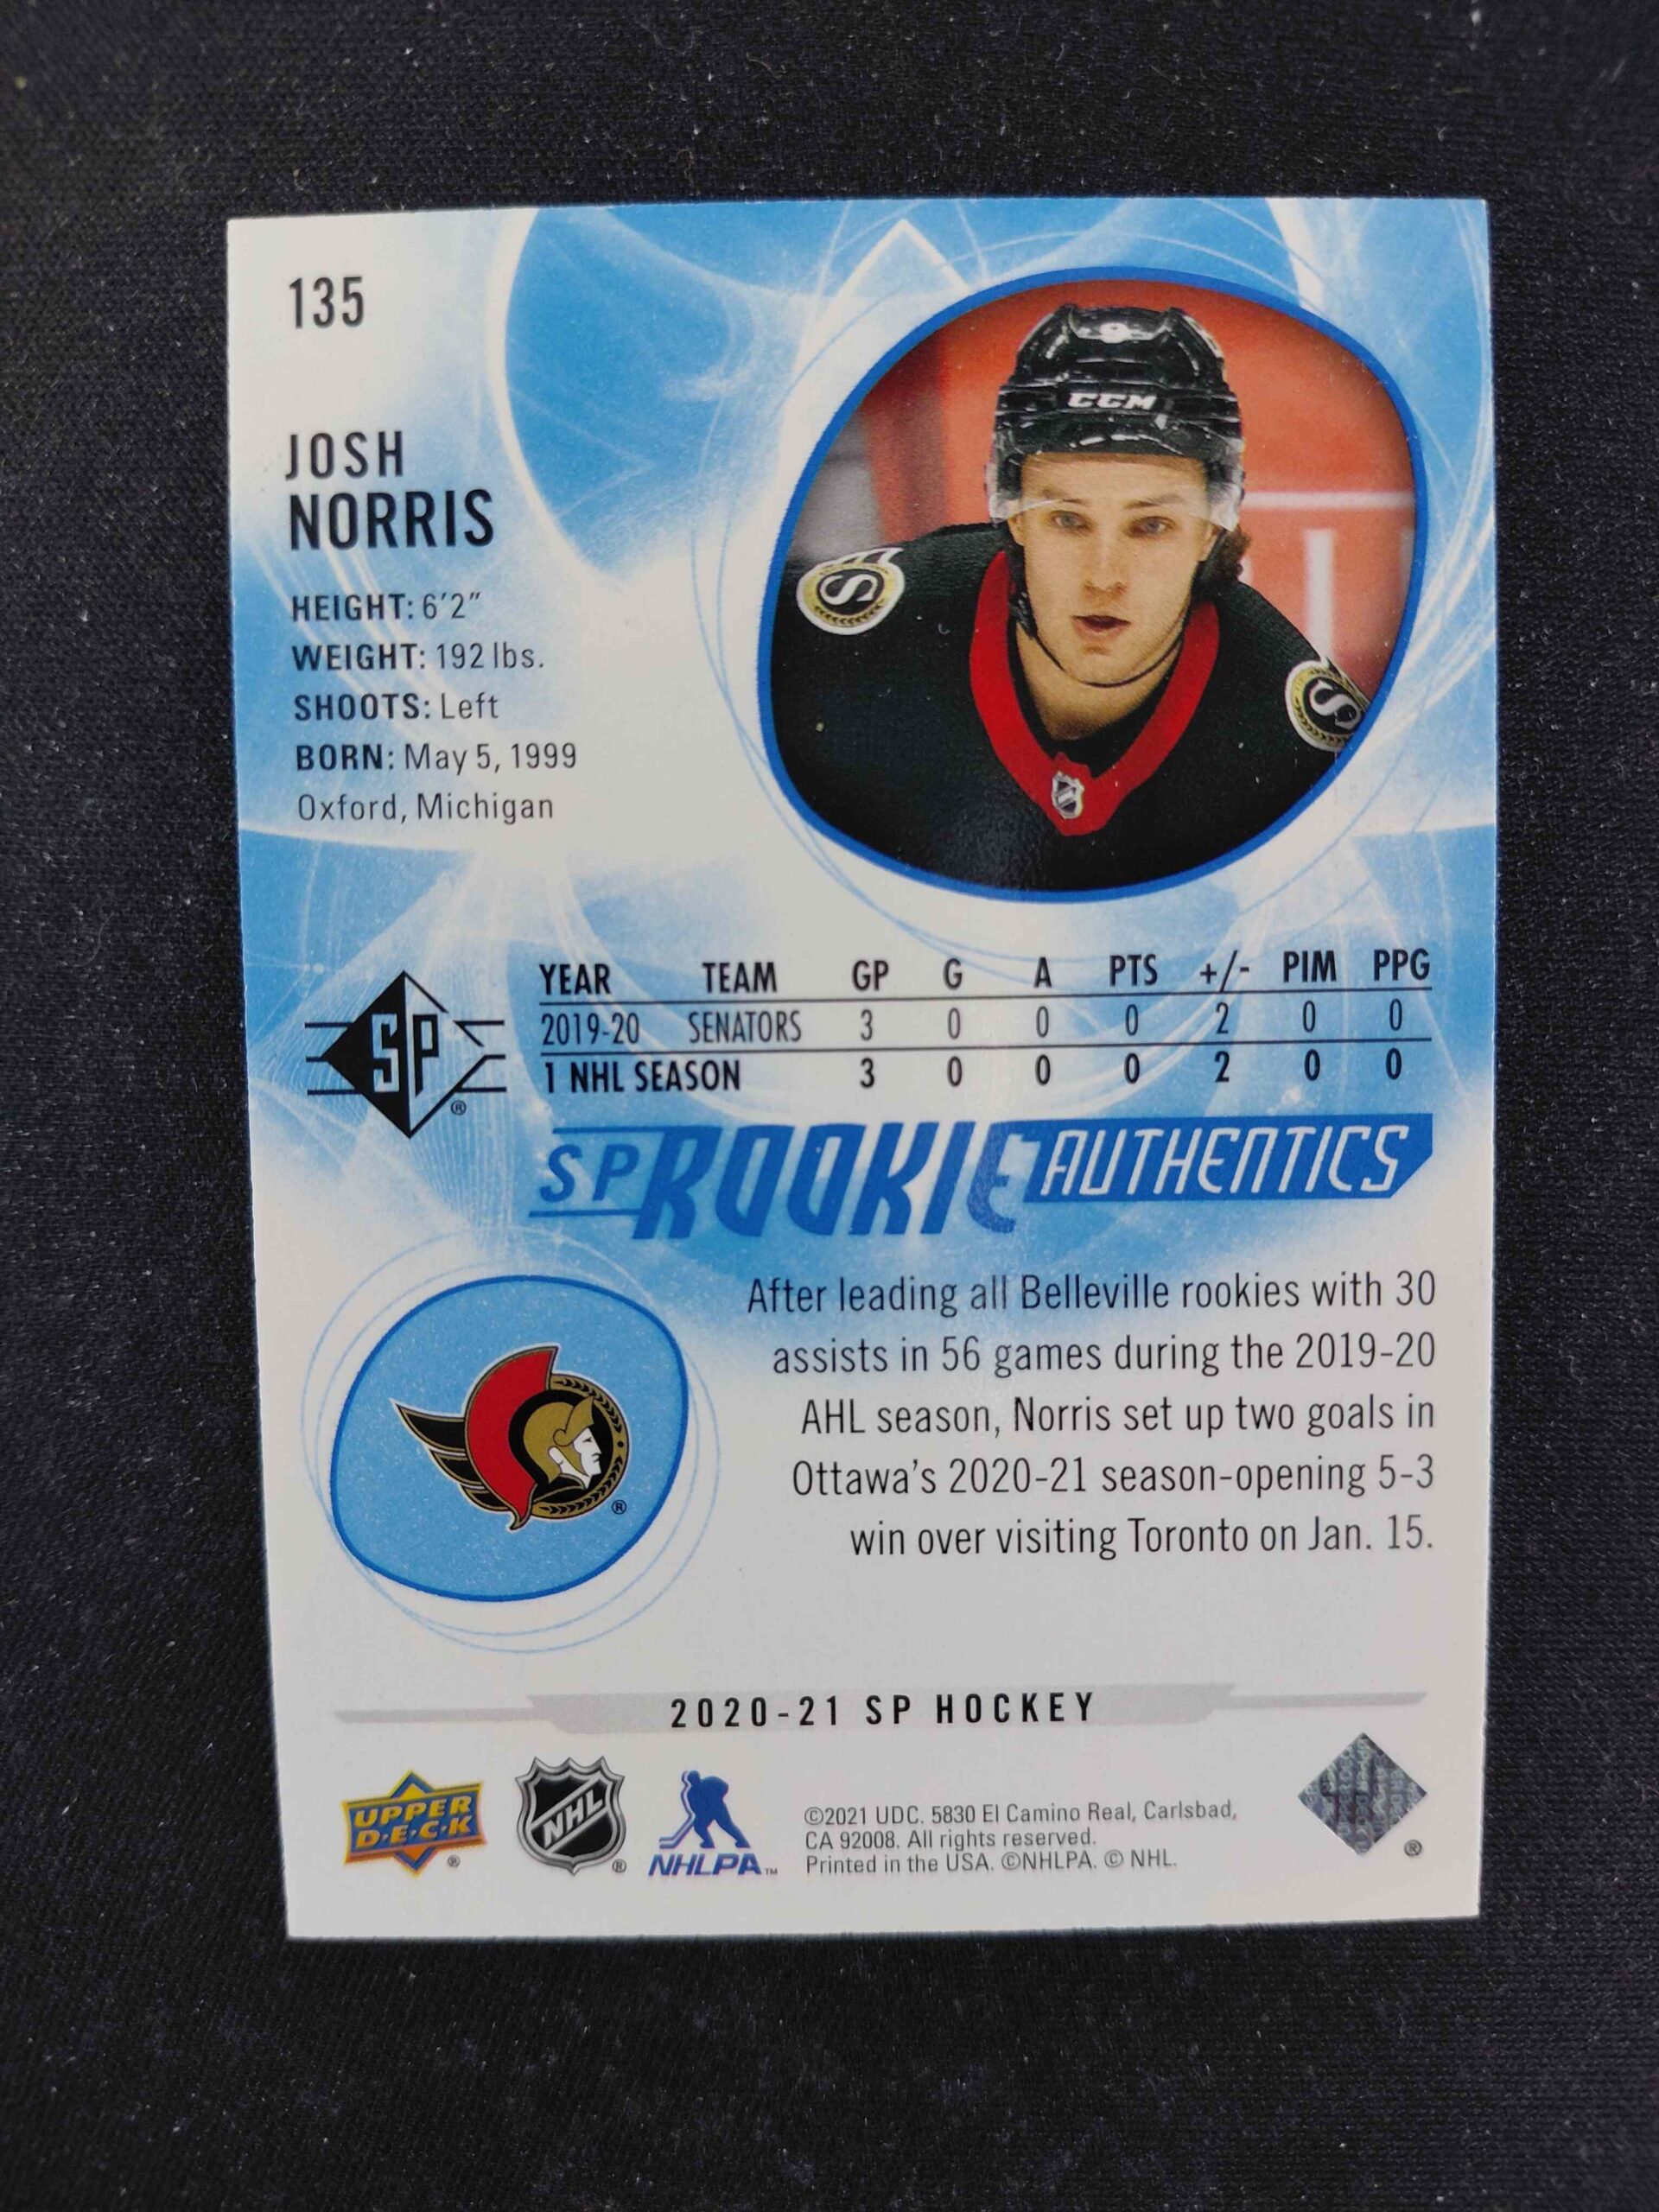 135
JOSH
NORRIS
HEIGHT: 6'2"
WEIGHT: 192 lbs.
SHOOTS: Left
BORN: May 5, 1999
Oxford, Michigan
CCM
SP ®
YEAR TEAM GP G A PTS +/- PIM PPG
2019-20 SENATORS 3 0 0 0 2 0 0
1 NHL SEASON 3 0 0 0 2 0 0
SP ROOKIE AUTHENTICS
After leading all Belleville rookies with 30
assists in 56 games during the 2019-20
AHL season, Norris set up two goals in
Ottawa's 2020-21 season-opening 5-3
win over visiting Toronto on Jan. 15.
®
2020-21 SP HOCKEY
UPPER
D•E•C•K ®
NHL ®
NHLPA™
©2021 UDC. 5830 El Camino Real, Carlsbad,
CA 92008. All rights reserved.
Printed in the USA. ©NHLPA. © NHL.
®